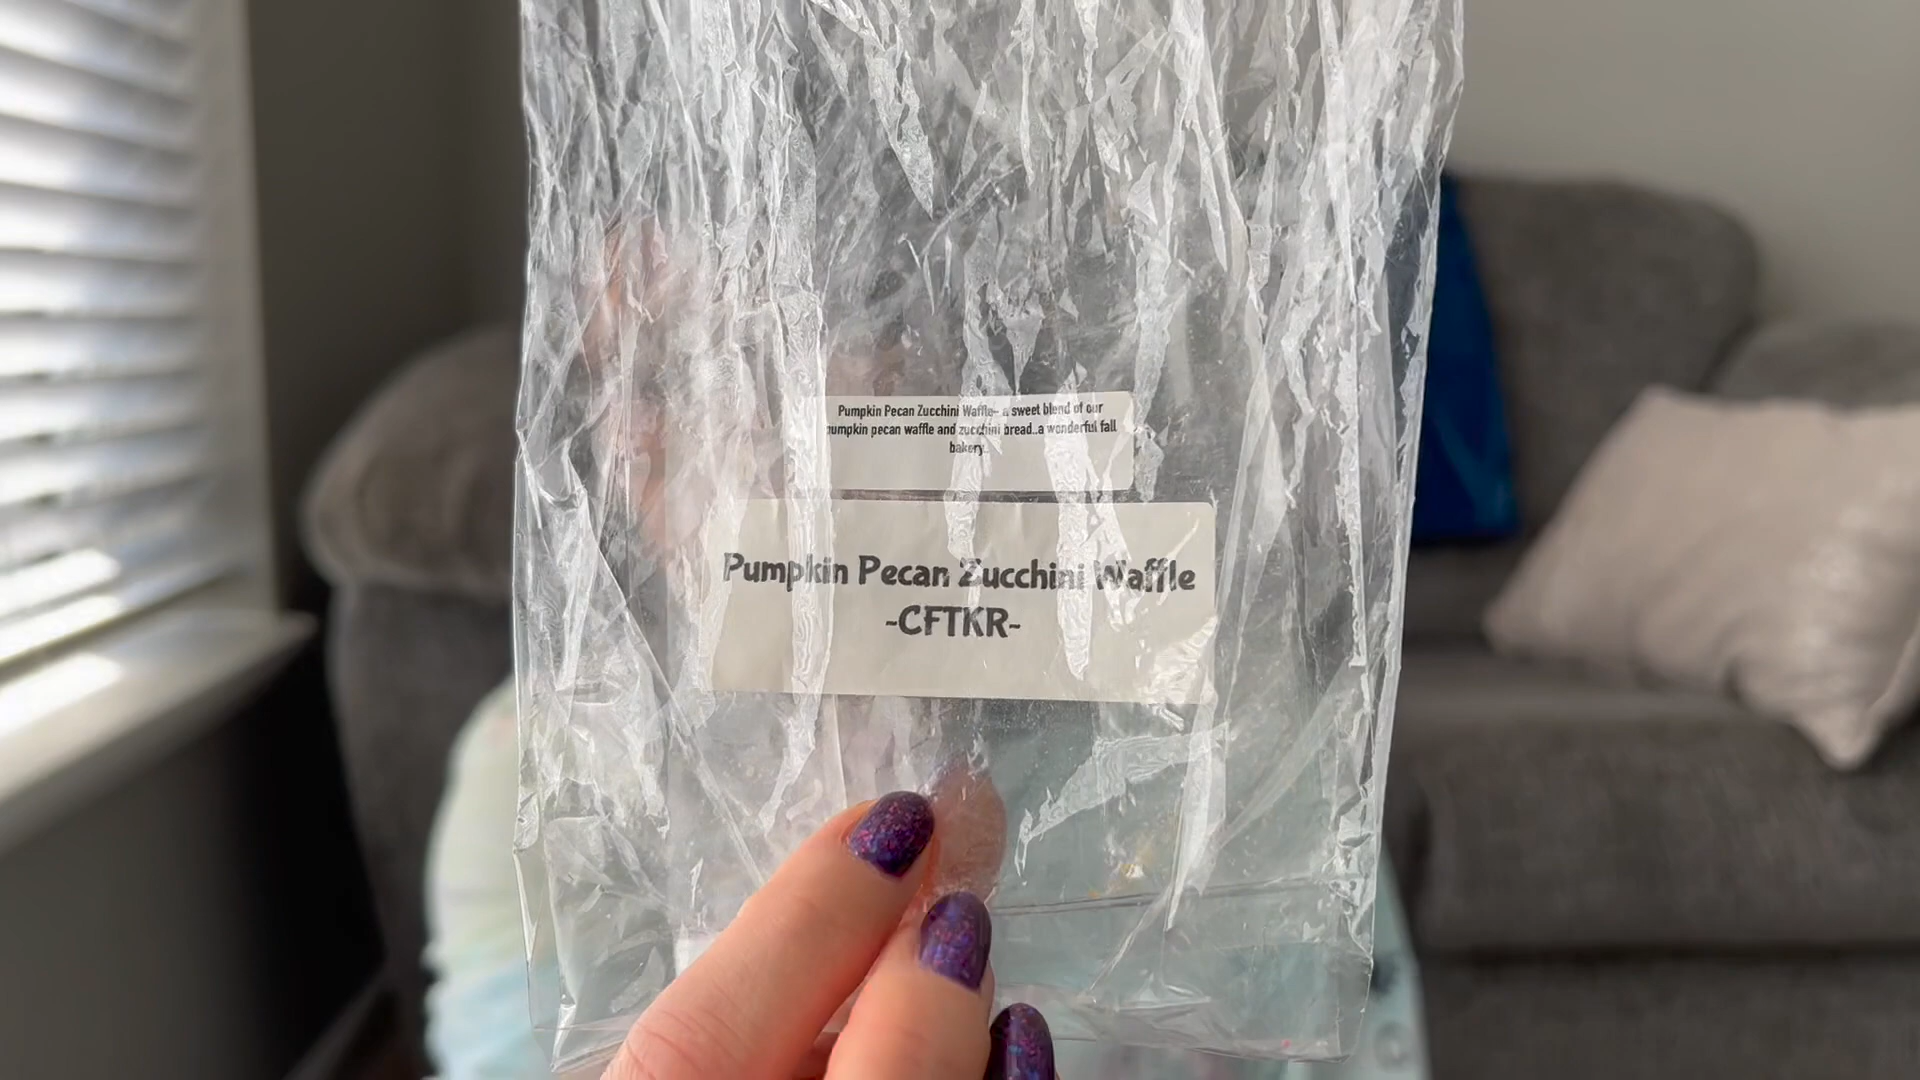 Pumpkin Pecan Zucchini Waffle- a sweet blend of our
pumpkin pecan waffle and zucchini bread..a wonderful fall
bakery.
Pumpkin Pecan Zucchini Waffle
-CFTKR-